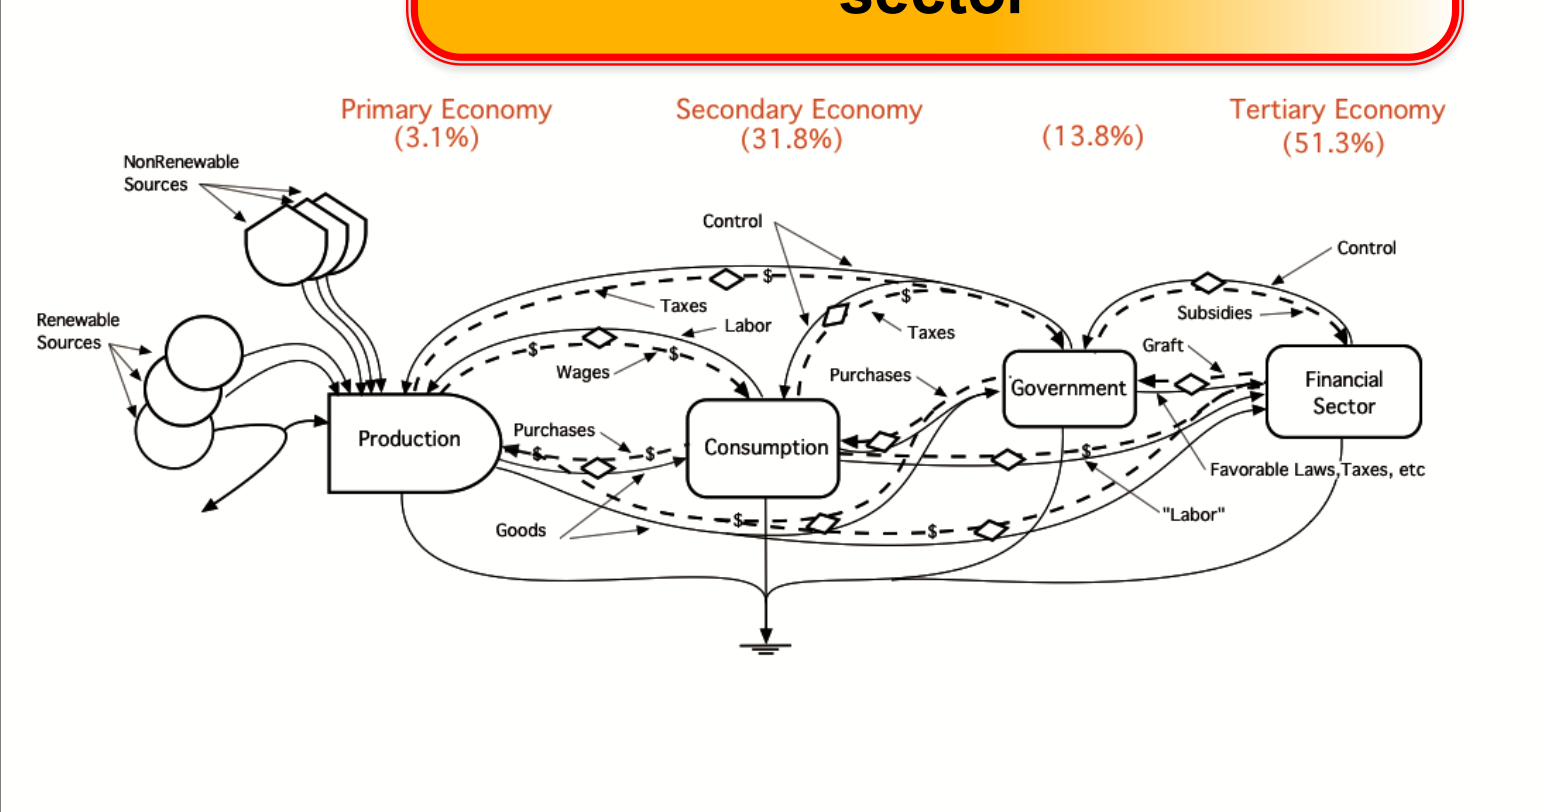 sector
Primary Economy
(3.1%)
Secondary Economy
(31.8%)
(13.8%)
Tertiary Economy
(51.3%)
NonRenewable
Sources
Renewable
Sources
Control
Control
$
$
Taxes
Subsidies
Labor
Taxes
Graft
$
$
Wages
Purchases
Government
Financial
Sector
Production
Purchases
Consumption
$
$
$
Favorable Laws,Taxes, etc
"Labor"
Goods
$
$